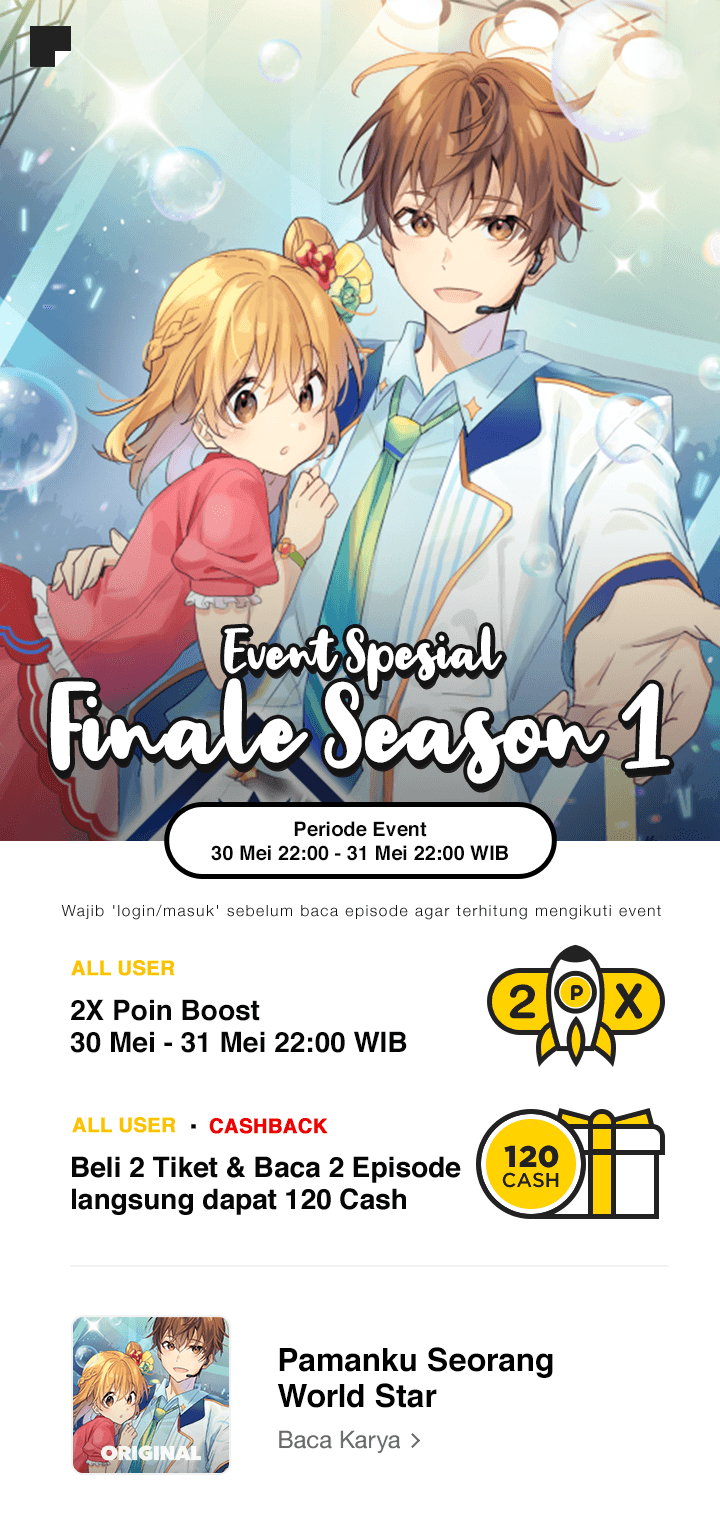 Event Spesial
Finale Season 1
Periode Event
30 Mei 22:00 - 31 Mei 22:00 WIB
Wajib 'login/masuk' sebelum baca episode agar terhitung mengikuti event
ALL USER
2X Poin Boost
30 Mei - 31 Mei 22:00 WIB
2 P X
ALL USER · CASHBACK
Beli 2 Tiket & Baca 2 Episode
langsung dapat 120 Cash
120
CASH
ORIGINAL
Pamanku Seorang
World Star
Baca Karya >